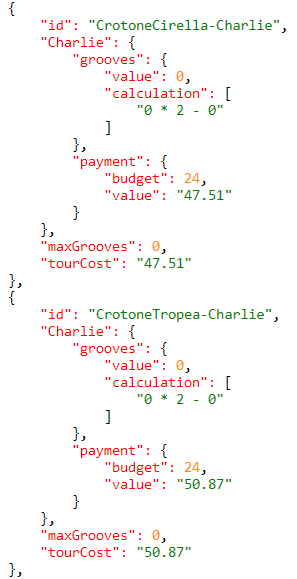 {
    "id": "CrotoneCirella-Charlie",
    "Charlie": {
        "grooves": {
            "value": 0,
            "calculation": [
                "0 * 2 - 0"
            ]
        },
        "payment": {
            "budget": 24,
            "value": "47.51"
        }
    },
    "maxGrooves": 0,
    "tourCost": "47.51"
},
{
    "id": "CrotoneTropea-Charlie",
    "Charlie": {
        "grooves": {
            "value": 0,
            "calculation": [
                "0 * 2 - 0"
            ]
        },
        "payment": {
            "budget": 24,
            "value": "50.87"
        }
    },
    "maxGrooves": 0,
    "tourCost": "50.87"
},